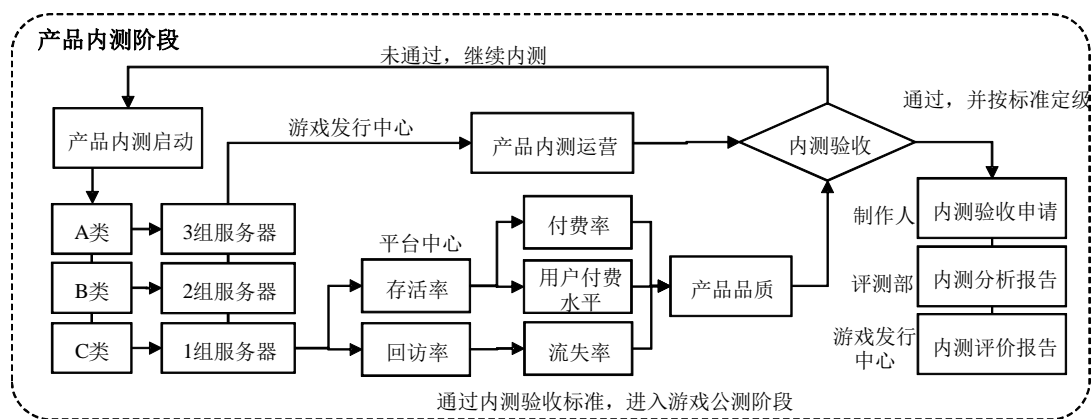 产品内测阶段
未通过，继续内测
通过，并按标准定级
产品内测启动
游戏发行中心
产品内测运营
内测验收
A类
3组服务器
平台中心
付费率
制作人
内测验收申请
B类
2组服务器
存活率
用户付费
水平
产品品质
评测部
内测分析报告
C类
1组服务器
回访率
流失率
游戏发行
中心
内测评价报告
通过内测验收标准，进入游戏公测阶段